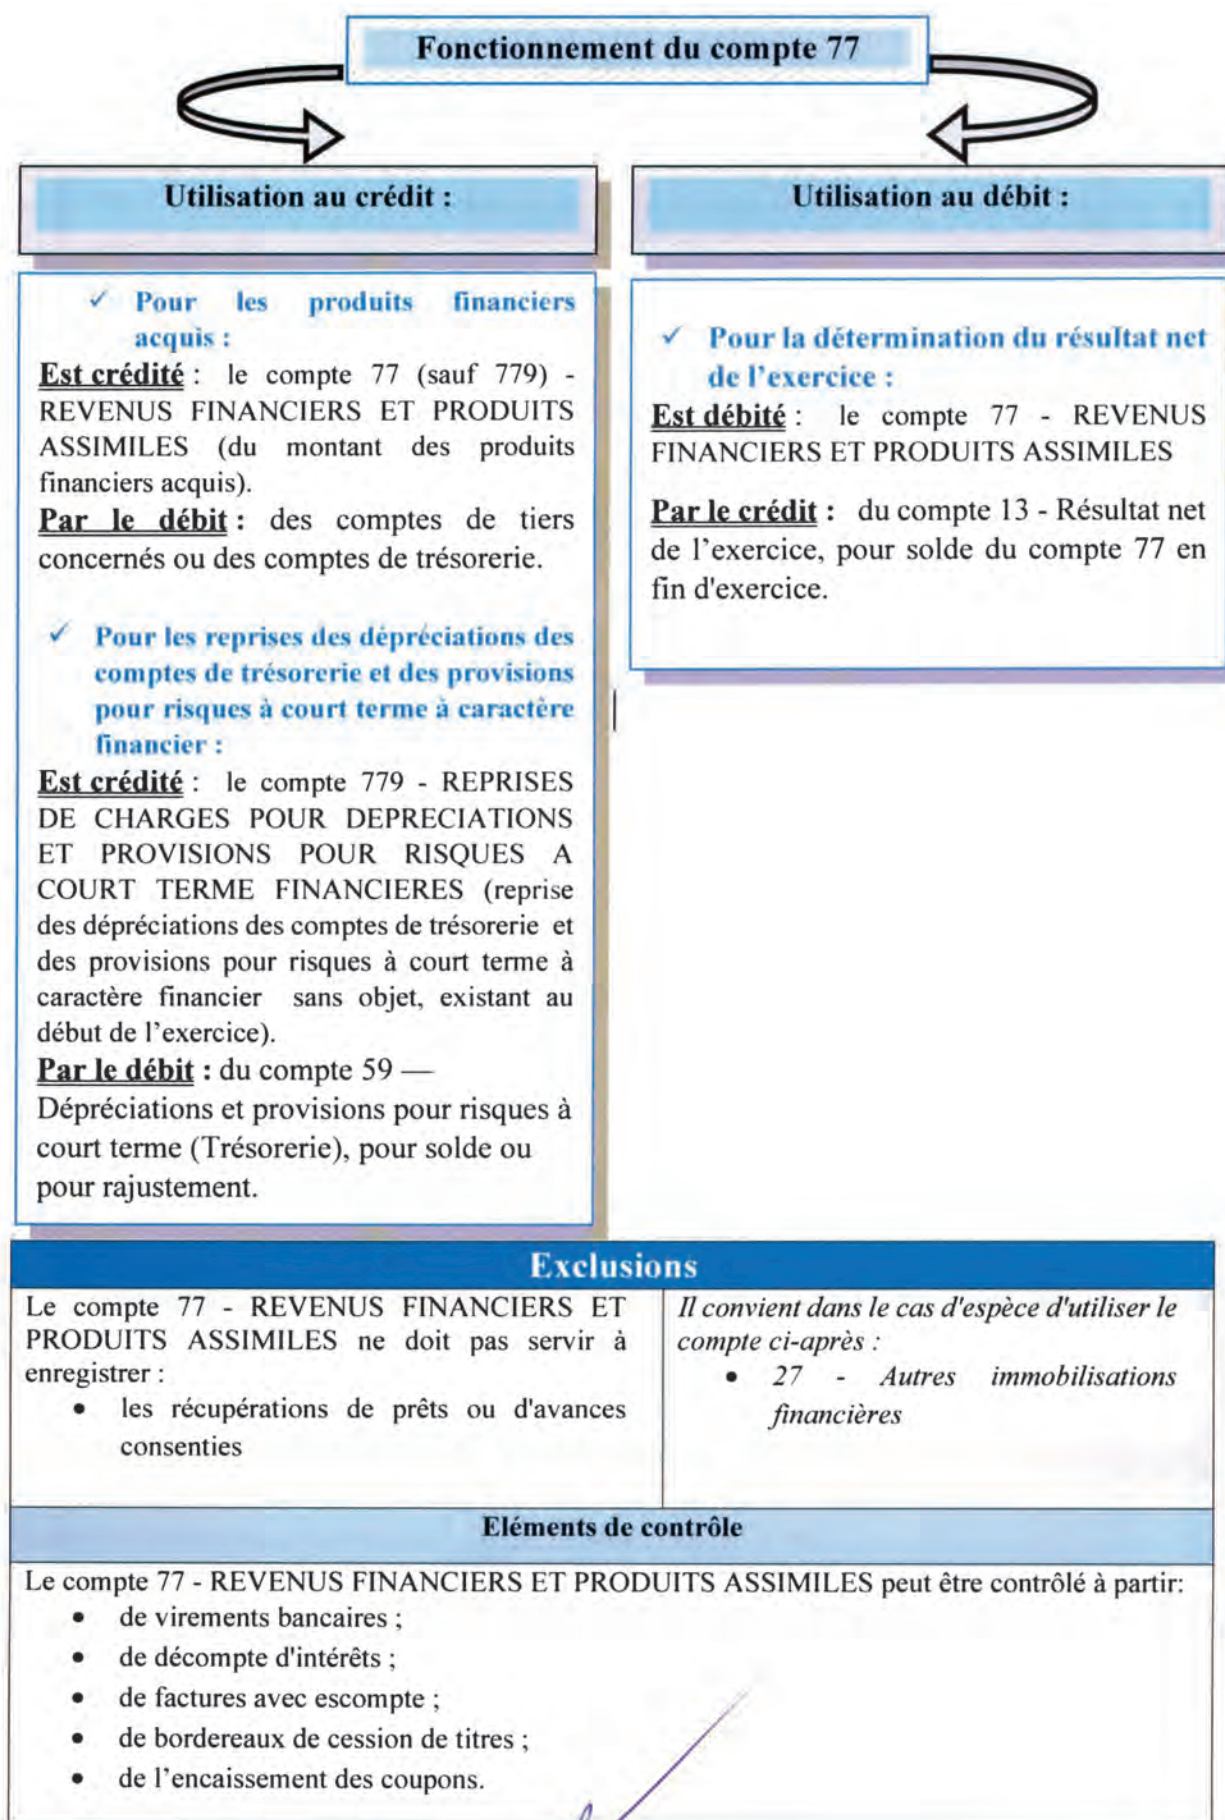 Fonctionnement du compte 77
Utilisation au crédit :
✓ Pour les produits financiers
acquis :
Est crédité : le compte 77 (sauf 779) -
REVENUS FINANCIERS ET PRODUITS
ASSIMILES (du montant des produits
financiers acquis).
Par le débit : des comptes de tiers
concernés ou des comptes de trésorerie.
✓ Pour les reprises des dépréciations des
comptes de trésorerie et des provisions
pour risques à court terme à caractère
financier :
Est crédité : le compte 779 - REPRISES
DE CHARGES POUR DEPRECIATIONS
ET PROVISIONS POUR RISQUES A
COURT TERME FINANCIERES (reprise
des dépréciations des comptes de trésorerie et
des provisions pour risques à court terme à
caractère financier sans objet, existant au
début de l'exercice).
Par le débit : du compte 59 —
Dépréciations et provisions pour risques à
court terme (Trésorerie), pour solde ou
pour rajustement.
Utilisation au débit :
✓ Pour la détermination du résultat net
de l'exercice :
Est débité : le compte 77 - REVENUS
FINANCIERS ET PRODUITS ASSIMILES
Par le crédit : du compte 13 - Résultat net
de l'exercice, pour solde du compte 77 en
fin d'exercice.
Exclusions
Le compte 77 - REVENUS FINANCIERS ET
PRODUITS ASSIMILES ne doit pas servir à
enregistrer :
• les récupérations de prêts ou d'avances
consenties
Il convient dans le cas d'espèce d'utiliser le
compte ci-après :
• 27 - Autres immobilisations
financières
Eléments de contrôle
Le compte 77 - REVENUS FINANCIERS ET PRODUITS ASSIMILES peut être contrôlé à partir:
• de virements bancaires ;
• de décompte d'intérêts ;
• de factures avec escompte ;
• de bordereaux de cession de titres ;
• de l'encaissement des coupons.